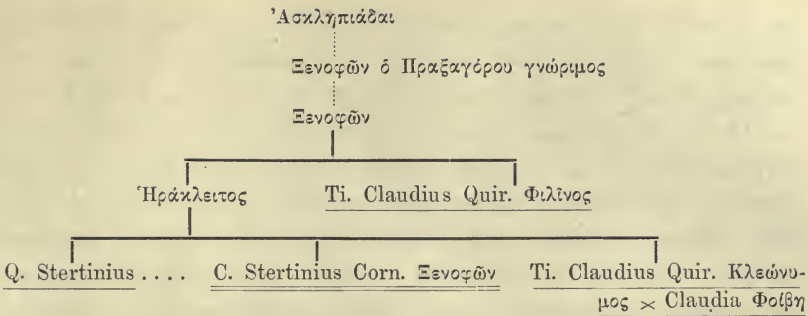 Ἀσκληπιάδαι
Ξενοφῶν ὁ Πραξαγόρου γνώριμος
Ξενοφῶν
Ἡράκλειτος Ti. Claudius Quir. Φιλῖνος
Q. Stertinius .... C. Stertinius Corn. Ξενοφῶν Ti. Claudius Quir. Κλεώνυ-
μος × Claudia Φοίβη